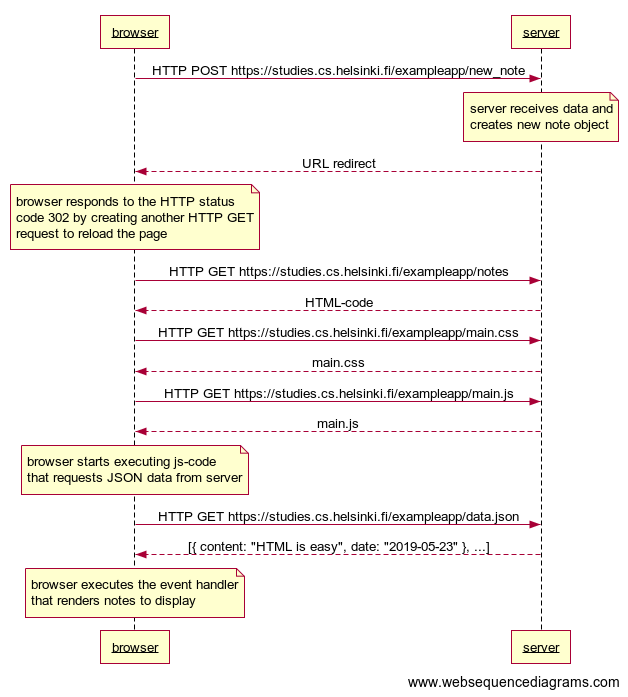 browser
server
HTTP POST https://studies.cs.helsinki.fi/exampleapp/new_note
server receives data and
creates new note object
URL redirect
browser responds to the HTTP status
code 302 by creating another HTTP GET
request to reload the page
HTTP GET https://studies.cs.helsinki.fi/exampleapp/notes
HTML-code
HTTP GET https://studies.cs.helsinki.fi/exampleapp/main.css
main.css
HTTP GET https://studies.cs.helsinki.fi/exampleapp/main.js
main.js
browser starts executing js-code
that requests JSON data from server
HTTP GET https://studies.cs.helsinki.fi/exampleapp/data.json
[{ content: "HTML is easy", date: "2019-05-23" }, ...]
browser executes the event handler
that renders notes to display
browser
server
www.websequencediagrams.com